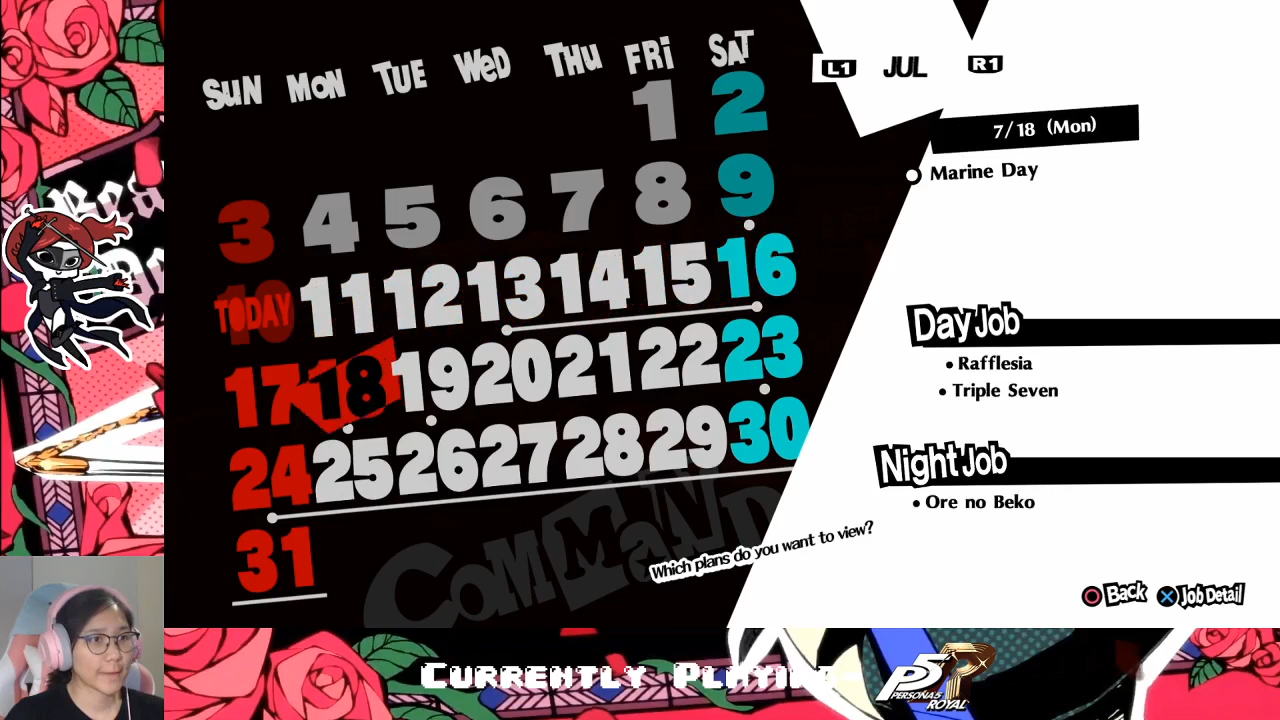 SUN MON TUE WED THU FRI SAT
L1 JUL R1
1 2
7/18 (Mon)
Marine Day
3 4 5 6 7 8 9
TODAY 11 12 13 14 15 16
17 18 19 20 21 22 23
24 25 26 27 28 29 30
31
Day Job
• Rafflesia
• Triple Seven
Night Job
• Ore no Beko
COMMAND
Which plans do you want to view?
Back Job Detail
CURRENTLY PLAYING-
P5R
PERSONA5
ROYAL